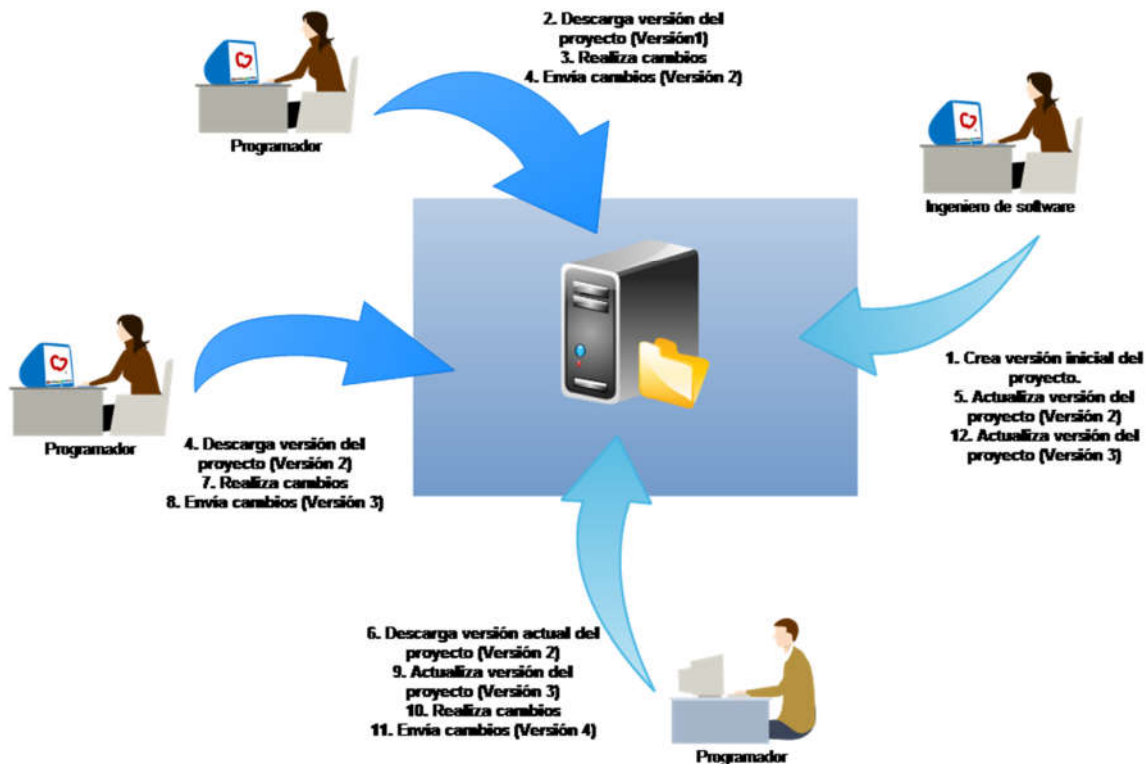 2. Descarga versión del
proyecto (Versión1)
3. Realiza cambios
4. Envía cambios (Versión 2)
Programador
Ingeniero de software
1. Crea versión inicial del
proyecto.
5. Actualiza versión del
proyecto (Versión 2)
12. Actualiza versión del
proyecto (Versión 3)
Programador
4. Descarga versión del
proyecto (Versión 2)
7. Realiza cambios
8. Envía cambios (Versión 3)
6. Descarga versión actual del
proyecto (Versión 2)
9. Actualiza versión del
proyecto (Versión 3)
10. Realiza cambios
11. Envía cambios (Versión 4)
Programador